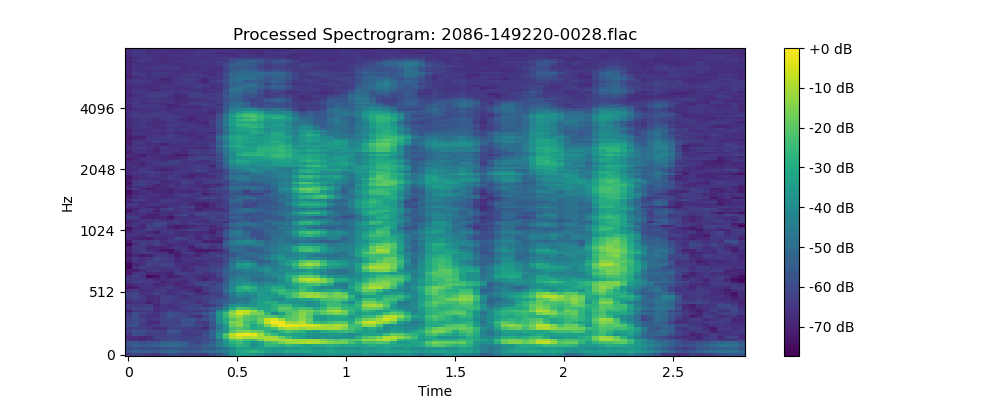 Processed Spectrogram: 2086-149220-0028.flac
Hz
4096
2048
1024
512
0
0
0.5
1
1.5
2
2.5
Time
+0 dB
-10 dB
-20 dB
-30 dB
-40 dB
-50 dB
-60 dB
-70 dB